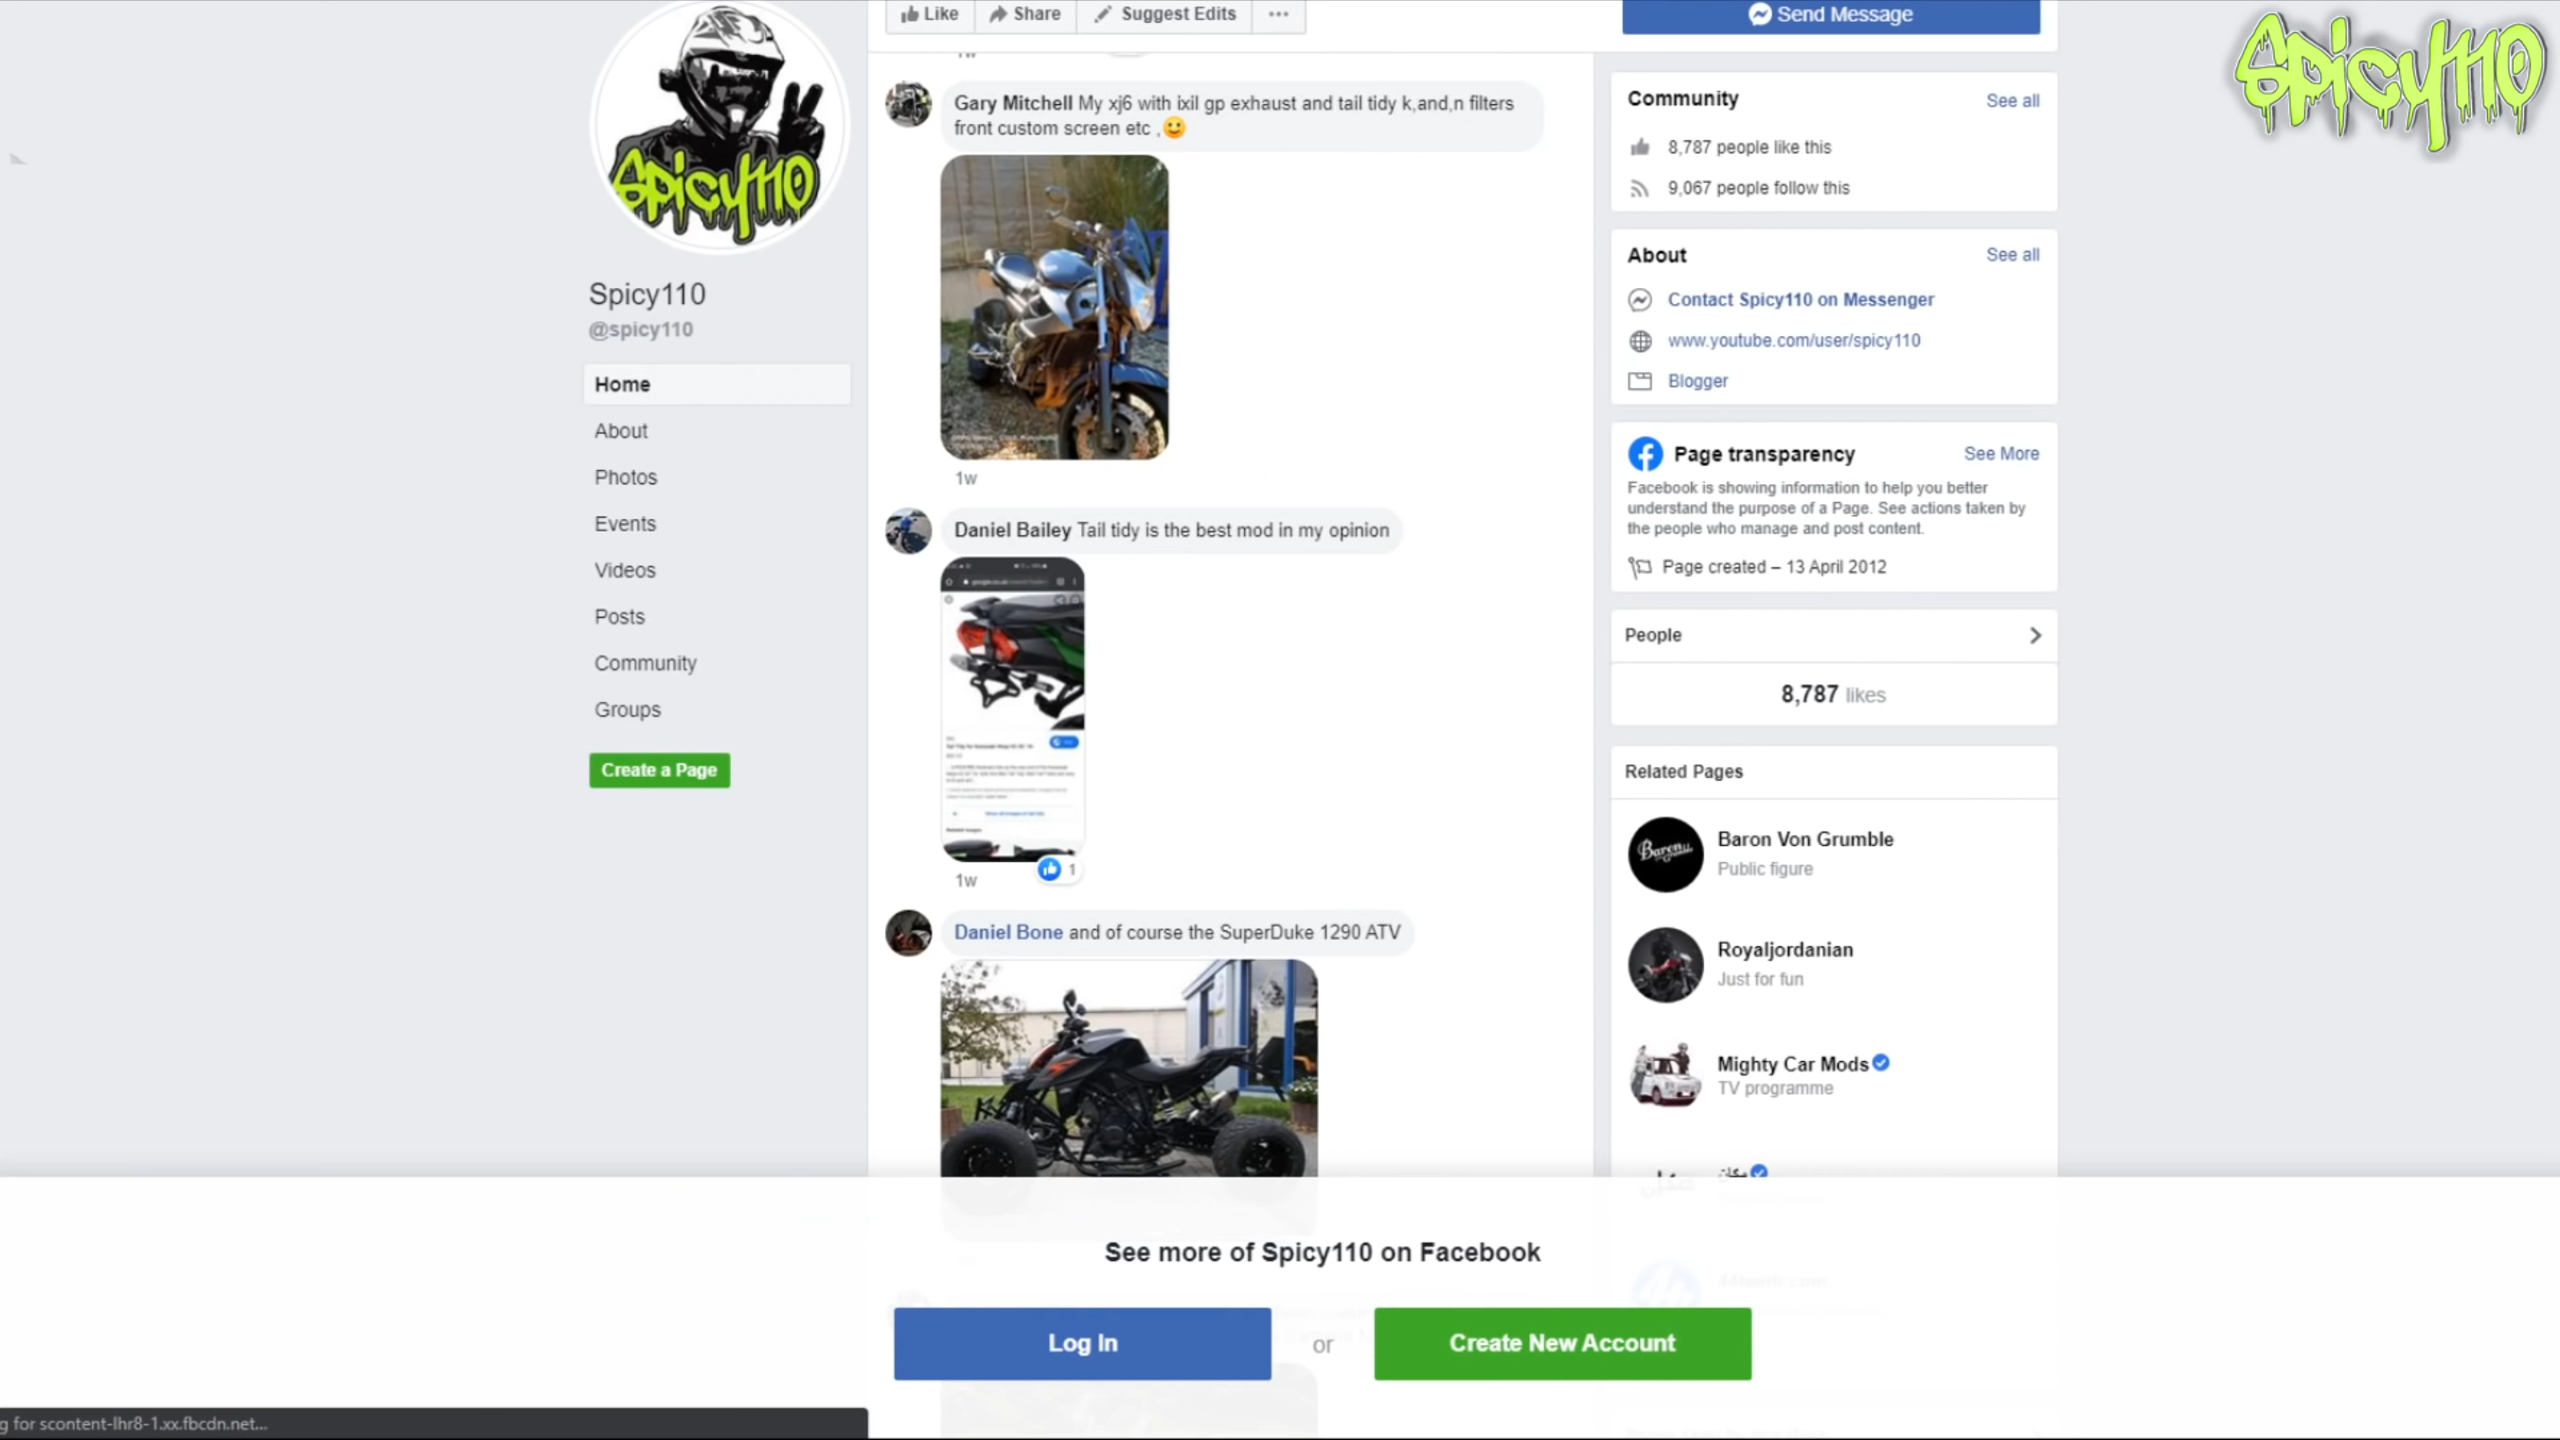 Like
Share
Suggest Edits
Send Message
Spicy110
Spicy110
Spicy110
@spicy110
Home
About
Photos
Events
Videos
Posts
Community
Groups
Create a Page
Gary Mitchell My xj6 with ixil gp exhaust and tail tidy k,and,n filters
front custom screen etc ,🙂
1w
Daniel Bailey Tail tidy is the best mod in my opinion
1
1w
Daniel Bone and of course the SuperDuke 1290 ATV
Community
See all
8,787 people like this
9,067 people follow this
About
See all
Contact Spicy110 on Messenger
www.youtube.com/user/spicy110
Blogger
Page transparency
See More
Facebook is showing information to help you better
understand the purpose of a Page. See actions taken by
the people who manage and post content.
Page created – 13 April 2012
People
8,787 likes
Related Pages
Baron
Baron Von Grumble
Public figure
Royaljordanian
Just for fun
Mighty Car Mods
TV programme
See more of Spicy110 on Facebook
Log In
or
Create New Account
g for scontent-lhr8-1.xx.fbcdn.net...